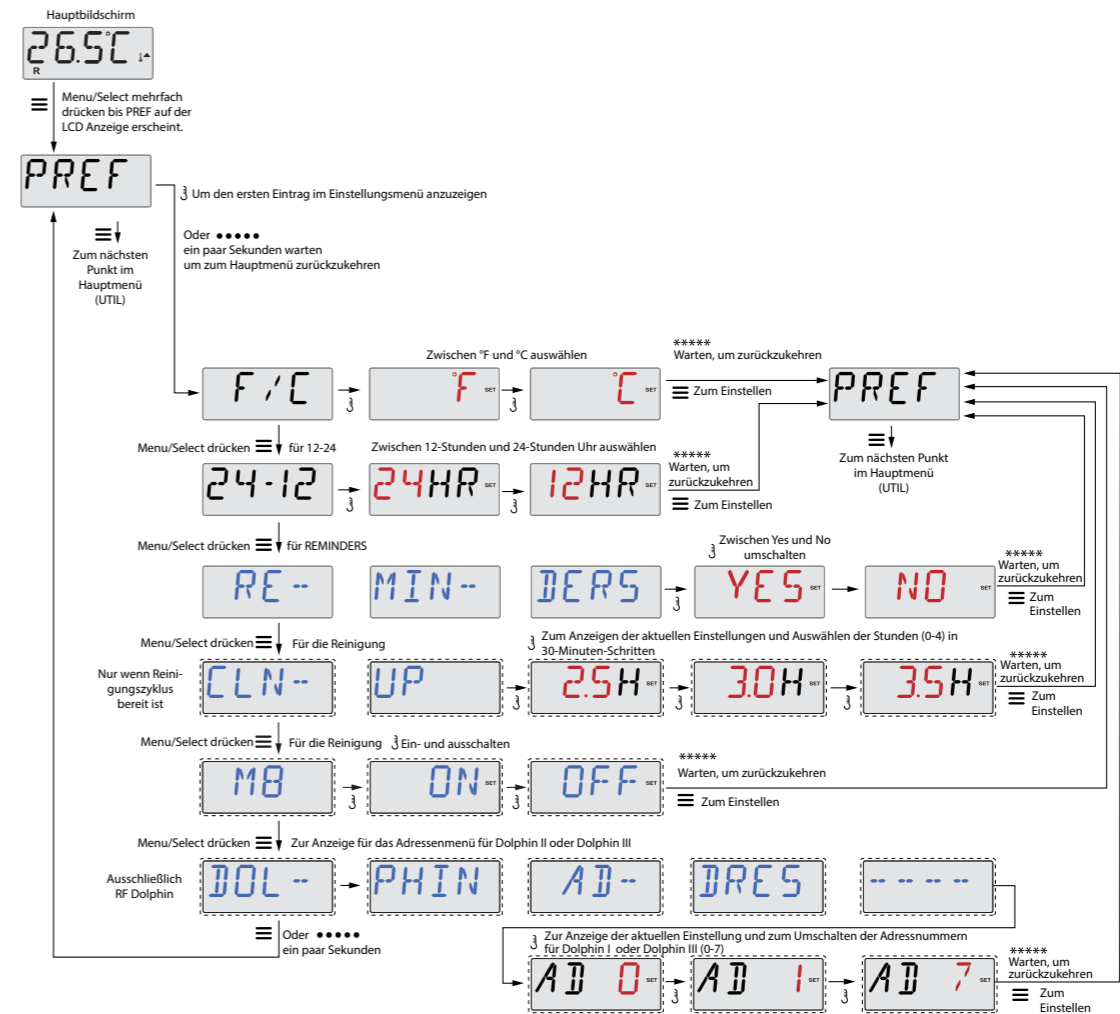 Hauptbildschirm
26.5°C
R
Menu/Select mehrfach
drücken bis PREF auf der
LCD Anzeige erscheint.
PREF
Um den ersten Eintrag im Einstellungsmenü anzuzeigen
Oder •••••
ein paar Sekunden warten
um zum Hauptmenü zurückzukehren
Zum nächsten
Punkt im
Hauptmenü
(UTIL)
Zwischen °F und °C auswählen
*****
Warten, um zurückzukehren
F/C
°F SET
°C SET
Zum Einstellen
PREF
Menu/Select drücken für 12-24
Zwischen 12-Stunden und 24-Stunden Uhr auswählen
*****
Warten, um
zurückzukehren
Zum nächsten Punkt
im Hauptmenü
(UTIL)
24-12
24HR SET
12HR SET
Zum Einstellen
Menu/Select drücken für REMINDERS
Zwischen Yes und No
umschalten
*****
Warten, um
zurückzukehren
RE-
MIN-
DERS
YES SET
NO SET
Zum
Einstellen
Menu/Select drücken Für die Reinigung
Zum Anzeigen der aktuellen Einstellungen und Auswählen der Stunden (0-4) in
30-Minuten-Schritten
*****
Warten, um
zurückzukehren
Nur wenn Reini-
gungszyklus
bereit ist
CLN-
UP
2.5H SET
3.0H SET
3.5H SET
Zum
Einstellen
Menu/Select drücken Für die Reinigung Ein- und ausschalten
*****
Warten, um zurückzukehren
M8
ON SET
OFF SET
Zum Einstellen
Menu/Select drücken Zur Anzeige für das Adressenmenü für Dolphin II oder Dolphin III
Ausschließlich
RF Dolphin
DOL-
PHIN
AD-
DRES
----
Oder •••••
ein paar Sekunden
Zur Anzeige der aktuellen Einstellung und zum Umschalten der Adressnummern
für Dolphin I oder Dolphin III (0-7)
*****
Warten, um
zurückzukehren
AD 0 SET
AD 1 SET
AD 7 SET
Zum
Einstellen